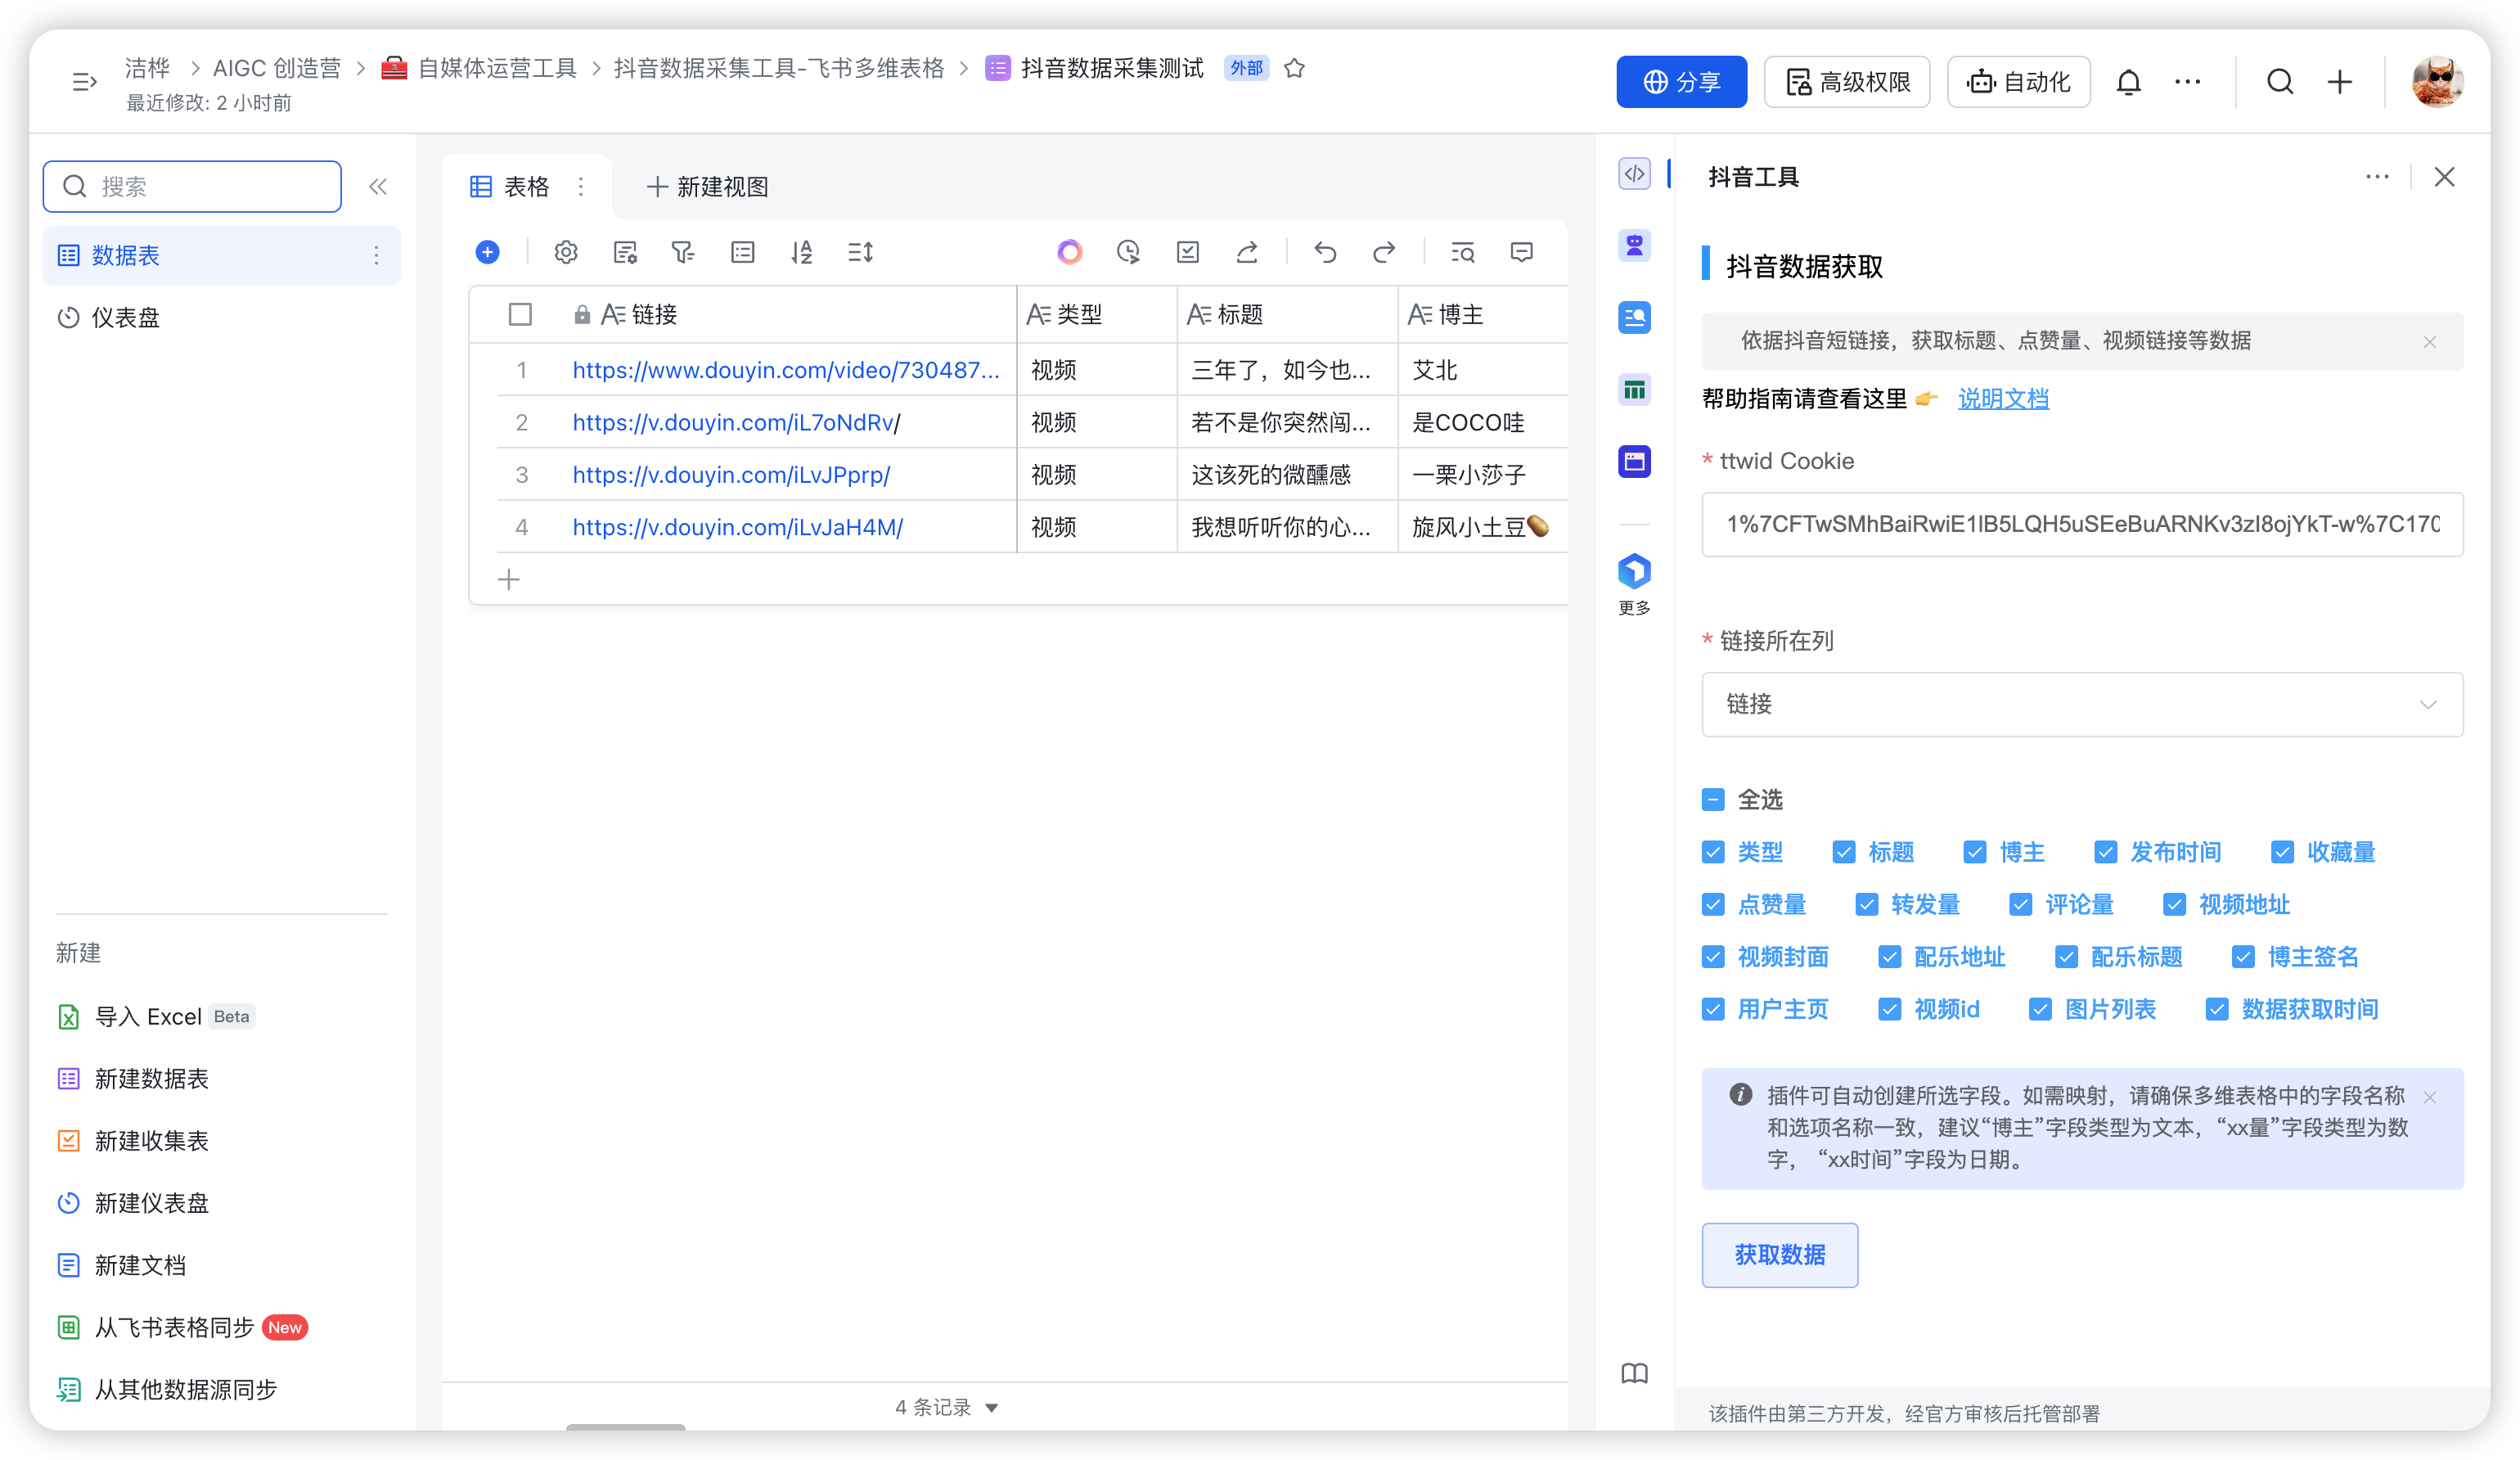 洁桦 > AIGC 创造营 > 自媒体运营工具 > 抖音数据采集工具-飞书多维表格 > 抖音数据采集测试 外部
最近修改: 2 小时前
分享
高级权限
自动化
搜索
数据表
仪表盘
新建
导入 Excel Beta
新建数据表
新建收集表
新建仪表盘
新建文档
从飞书表格同步 New
从其他数据源同步
表格
新建视图
链接 类型 标题 博主
1 https://www.douyin.com/video/730487... 视频 三年了，如今也... 艾北
2 https://v.douyin.com/iL7oNdRv/ 视频 若不是你突然闯... 是COCO哇
3 https://v.douyin.com/iLvJPprp/ 视频 这该死的微醺感 一栗小莎子
4 https://v.douyin.com/iLvJaH4M/ 视频 我想听听你的心... 旋风小土豆🥔
4 条记录
更多
抖音工具
抖音数据获取
依据抖音短链接，获取标题、点赞量、视频链接等数据
帮助指南请查看这里 👉 说明文档
* ttwid Cookie
1%7CFTwSMhBaiRwiE1lB5LQH5uSEeBuARNKv3zI8ojYkT-w%7C170
* 链接所在列
链接
全选
类型 标题 博主 发布时间 收藏量
点赞量 转发量 评论量 视频地址
视频封面 配乐地址 配乐标题 博主签名
用户主页 视频id 图片列表 数据获取时间
插件可自动创建所选字段。如需映射，请确保多维表格中的字段名称
和选项名称一致，建议“博主”字段类型为文本，“xx量”字段类型为数
字， “xx时间”字段为日期。
获取数据
该插件由第三方开发，经官方审核后托管部署